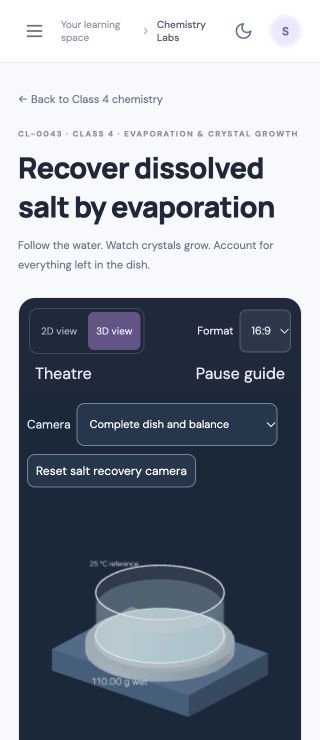 Your learning space
Chemistry Labs
S
← Back to Class 4 chemistry
CL-0043 · CLASS 4 · EVAPORATION & CRYSTAL GROWTH
Recover dissolved
salt by evaporation
Follow the water. Watch crystals grow. Account for
everything left in the dish.
2D view
3D view
Format
16:9
Theatre
Pause guide
Camera
Complete dish and balance
Reset salt recovery camera
25 °C reference
110.00 g wet